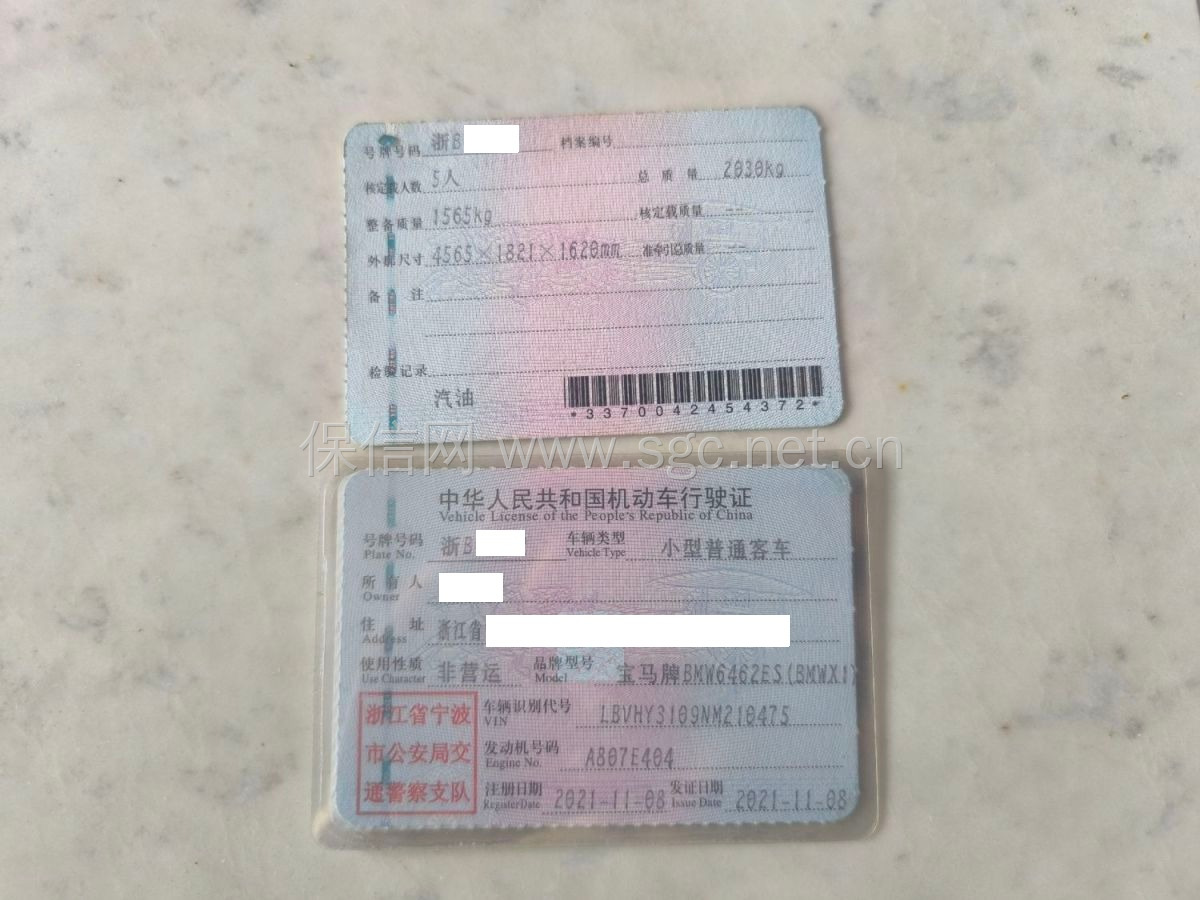 号牌号码 浙B 档案编号
核定载人数 5人 总质量 2030kg
整备质量 1565kg 核定载质量 --
外廓尺寸 4565×1821×1620mm 准牵引总质量 --
备注
检验记录
汽油
*3370042454372*
保信网 www.sgc.net.cn
中华人民共和国机动车行驶证
Vehicle License of the People's Republic of China
号牌号码 浙B 车辆类型 小型普通客车
Plate No. Vehicle Type
所有人
Owner
住址 浙江省
Address
使用性质 非营运 品牌型号 宝马牌BMW6462ES(BMWX1)
Use Character Model
浙江省宁波
市公安局交
通警察支队
车辆识别代号 LBVHY3109NM210475
VIN
发动机号码 A807E404
Engine No.
注册日期 2021-11-08 发证日期 2021-11-08
Register Date Issue Date